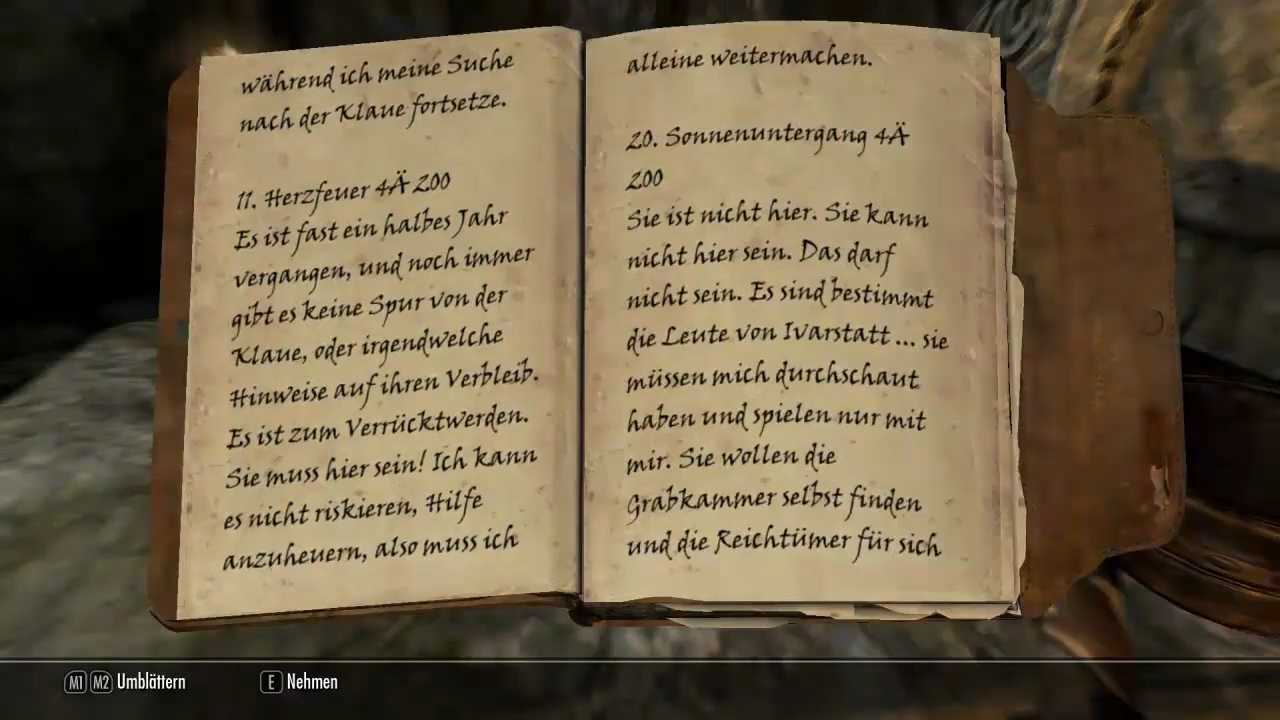 während ich meine Suche
nach der Klaue fortsetze.
11. Herzfeuer 4Ä 200
Es ist fast ein halbes Jahr
vergangen, und noch immer
gibt es keine Spur von der
Klaue, oder irgendwelche
Hinweise auf ihren Verbleib.
Es ist zum Verrücktwerden.
Sie muss hier sein! Ich kann
es nicht riskieren, Hilfe
anzuheuern, also muss ich
alleine weitermachen.
20. Sonnenuntergang 4Ä
200
Sie ist nicht hier. Sie kann
nicht hier sein. Das darf
nicht sein. Es sind bestimmt
die Leute von Ivarstatt ... sie
müssen mich durchschaut
haben und spielen nur mit
mir. Sie wollen die
Grabkammer selbst finden
und die Reichtümer für sich
M1 M2 Umblättern
E Nehmen